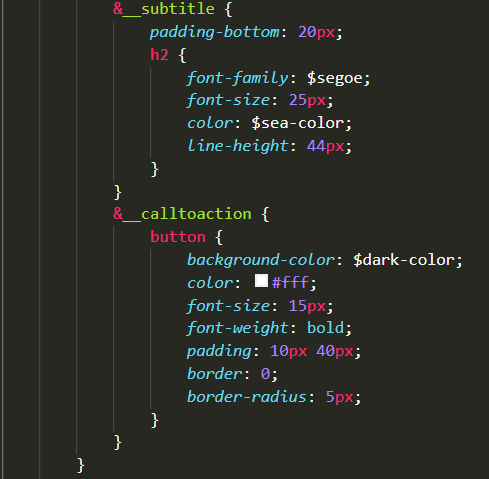 &__subtitle {
padding-bottom: 20px;
h2 {
font-family: $segoe;
font-size: 25px;
color: $sea-color;
line-height: 44px;
}
}
&__calltoaction {
button {
background-color: $dark-color;
color: #fff;
font-size: 15px;
font-weight: bold;
padding: 10px 40px;
border: 0;
border-radius: 5px;
}
}
}